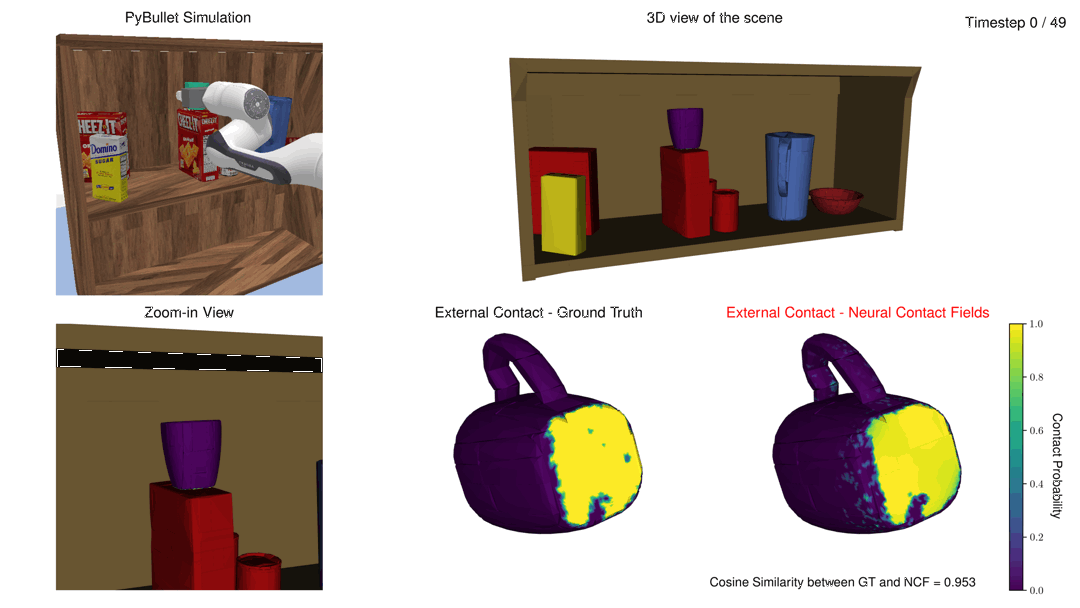 PyBullet Simulation
3D view of the scene
Timestep 0 / 49
CHEEZ IT
CHEEZ IT
Domino
SUGAR
Zoom-in View
External Contact - Ground Truth
External Contact - Neural Contact Fields
1.0
0.8
0.6
0.4
0.2
0.0
Contact Probability
Cosine Similarity between GT and NCF = 0.953